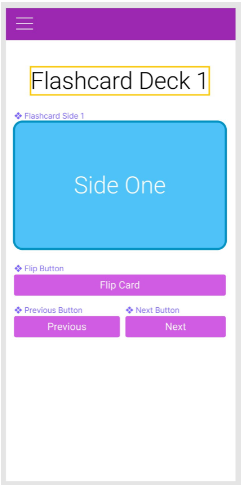 Flashcard Deck 1
Flashcard Side 1
Side One
Flip Button
Flip Card
Previous Button
Next Button
Previous
Next